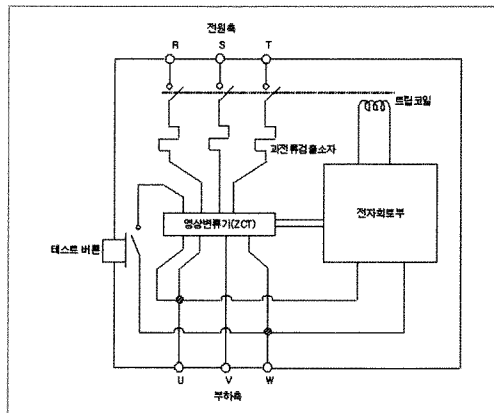 전원측
R S T
트립코일
과전류검출소자
영상변류기(ZCT)
전자회로부
테스트 버튼
U V W
부하측